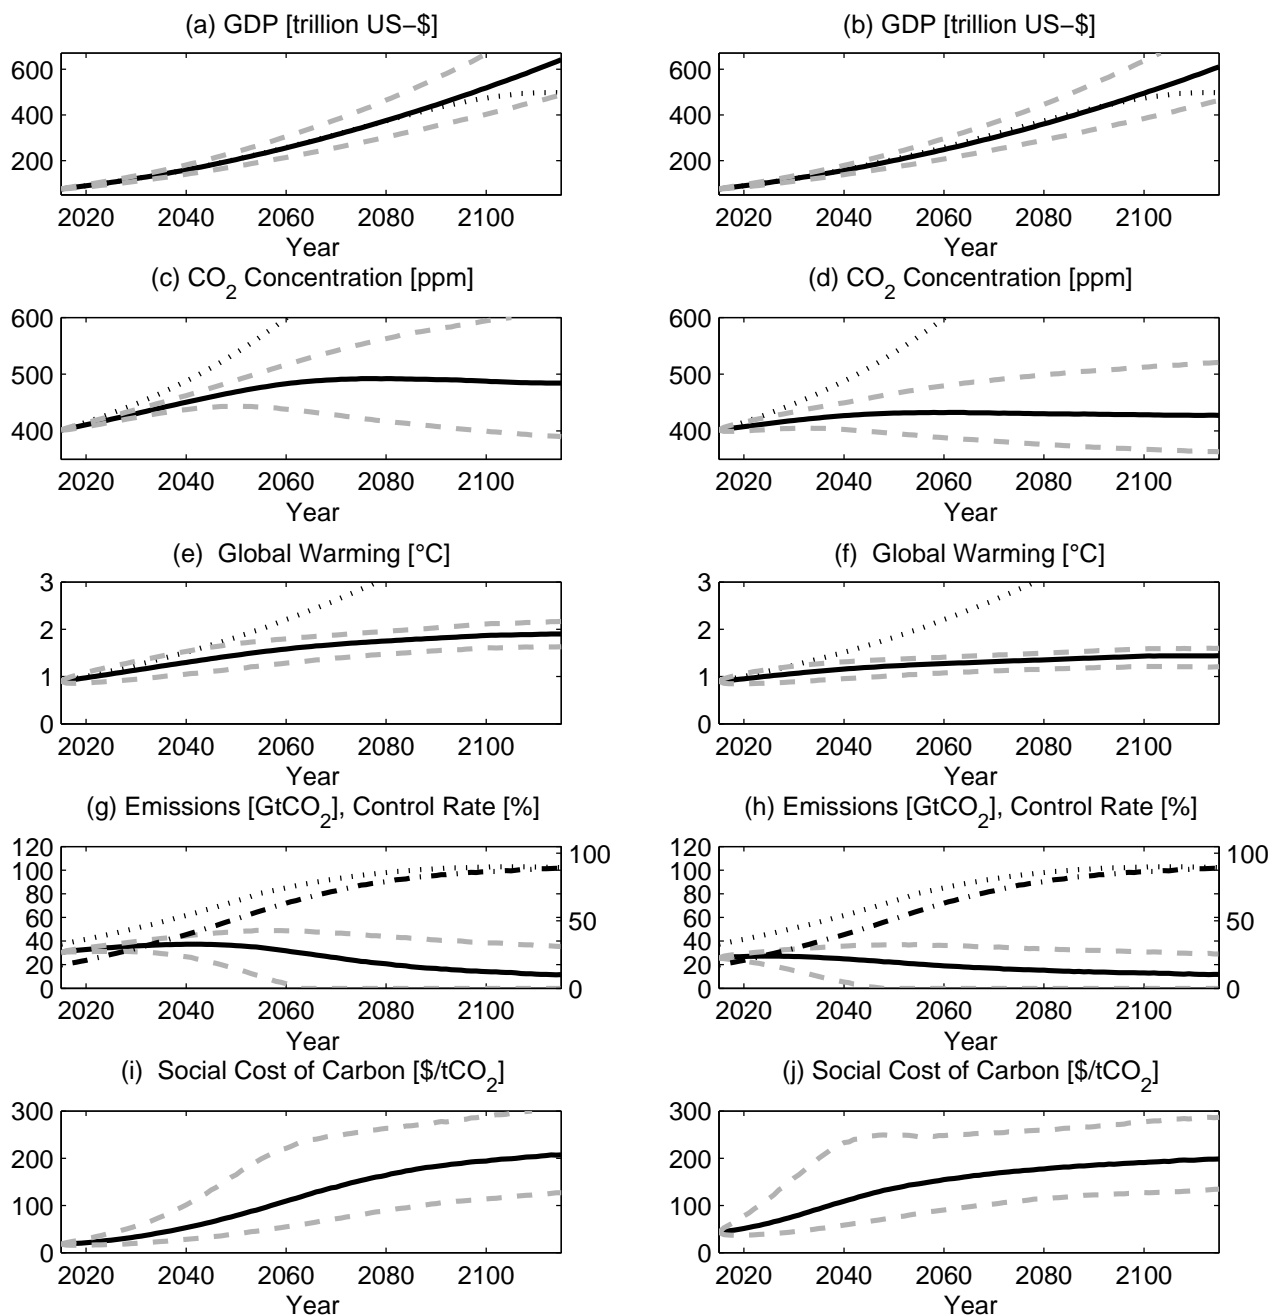 (a) GDP [trillion US−$]
600
400
200
2020 2040 2060 2080 2100
Year
(b) GDP [trillion US−$]
600
400
200
2020 2040 2060 2080 2100
Year
(c) CO2 Concentration [ppm]
600
500
400
2020 2040 2060 2080 2100
Year
(d) CO2 Concentration [ppm]
600
500
400
2020 2040 2060 2080 2100
Year
(e) Global Warming [°C]
3
2
1
0
2020 2040 2060 2080 2100
Year
(f) Global Warming [°C]
3
2
1
0
2020 2040 2060 2080 2100
Year
(g) Emissions [GtCO2], Control Rate [%]
120
100
80
60
40
20
0
100
50
0
2020 2040 2060 2080 2100
Year
(h) Emissions [GtCO2], Control Rate [%]
120
100
80
60
40
20
0
100
50
0
2020 2040 2060 2080 2100
Year
(i) Social Cost of Carbon [$/tCO2]
300
200
100
0
2020 2040 2060 2080 2100
Year
(j) Social Cost of Carbon [$/tCO2]
300
200
100
0
2020 2040 2060 2080 2100
Year